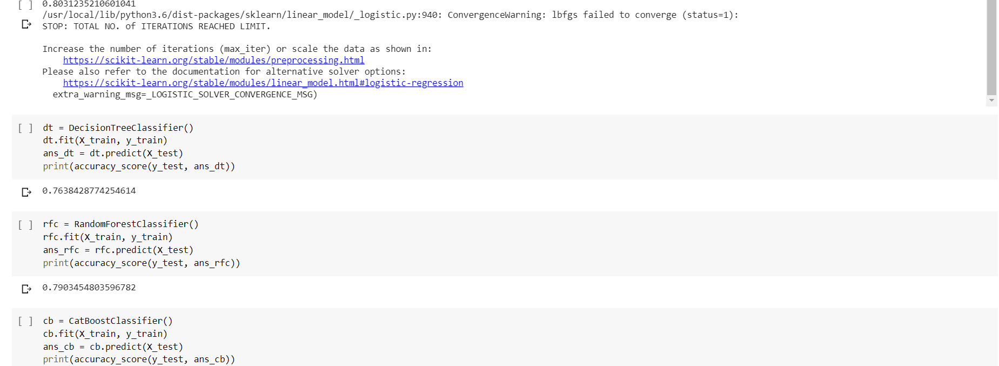 [ ] 0.8031235210601041
/usr/local/lib/python3.6/dist-packages/sklearn/linear_model/_logistic.py:940: ConvergenceWarning: lbfgs failed to converge (status=1):
STOP: TOTAL NO. of ITERATIONS REACHED LIMIT.
Increase the number of iterations (max_iter) or scale the data as shown in:
https://scikit-learn.org/stable/modules/preprocessing.html
Please also refer to the documentation for alternative solver options:
https://scikit-learn.org/stable/modules/linear_model.html#logistic-regression
extra_warning_msg=_LOGISTIC_SOLVER_CONVERGENCE_MSG)
[ ] dt = DecisionTreeClassifier()
dt.fit(X_train, y_train)
ans_dt = dt.predict(X_test)
print(accuracy_score(y_test, ans_dt))
0.7638428774254614
[ ] rfc = RandomForestClassifier()
rfc.fit(X_train, y_train)
ans_rfc = rfc.predict(X_test)
print(accuracy_score(y_test, ans_rfc))
0.7903454803596782
[ ] cb = CatBoostClassifier()
cb.fit(X_train, y_train)
ans_cb = cb.predict(X_test)
print(accuracy_score(y_test, ans_cb))